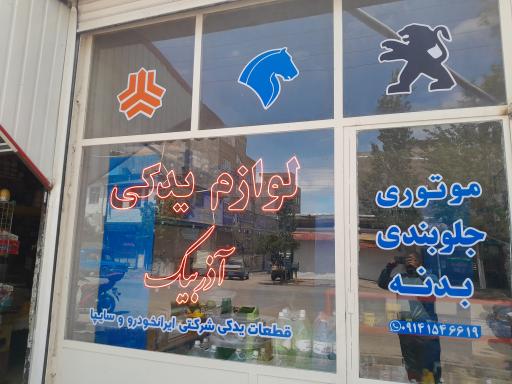 لوازم یدکی
آذربیک
قطعات یدکی شرکتی ایرانخودرو و سایپا
موتوری
جلوبندی
بدنه
۰۹۱۴۱۵۴۶۶۱۹